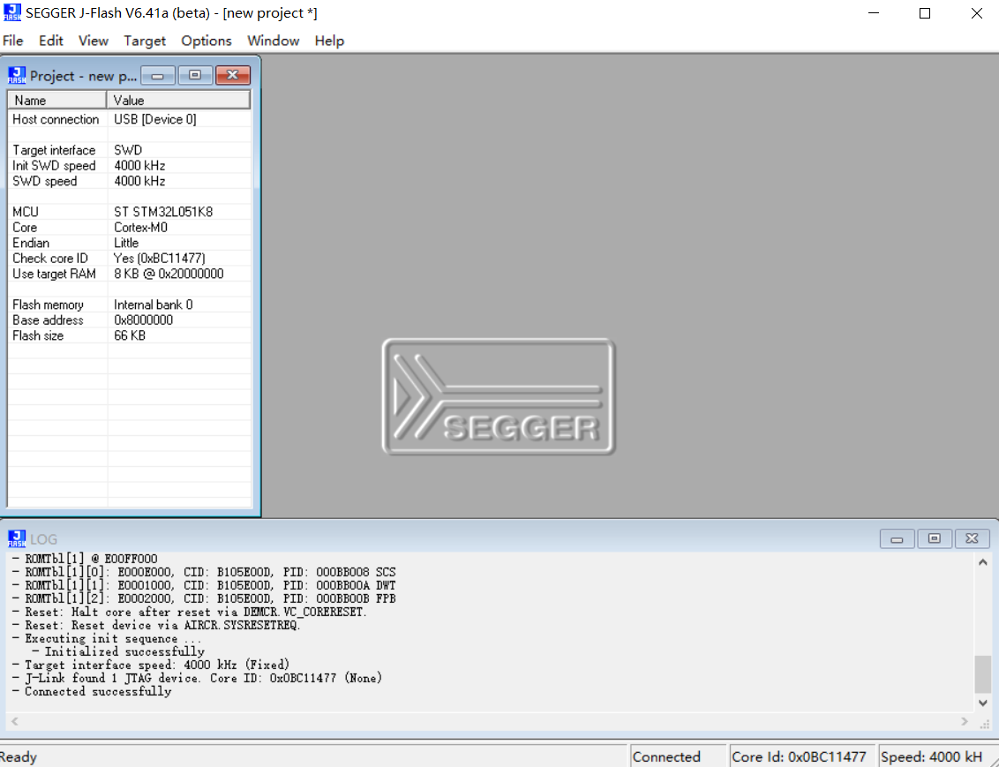 SEGGER J-Flash V6.41a (beta) - [new project *]
File Edit View Target Options Window Help
Project - new p...
Name Value
Host connection USB [Device 0]
Target interface SWD
Init SWD speed 4000 kHz
SWD speed 4000 kHz
MCU ST STM32L051K8
Core Cortex-M0
Endian Little
Check core ID Yes (0xBC11477)
Use target RAM 8 KB @ 0x20000000
Flash memory Internal bank 0
Base address 0x8000000
Flash size 66 KB
SEGGER
LOG
- ROMTbl[1] @ E00FF000
- ROMTbl[1][0]: E000E000, CID: B105E00D, PID: 000BB008 SCS
- ROMTbl[1][1]: E0001000, CID: B105E00D, PID: 000BB00A DWT
- ROMTbl[1][2]: E0002000, CID: B105E00D, PID: 000BB00B FPB
- Reset: Halt core after reset via DEMCR.VC_CORERESET.
- Reset: Reset device via AIRCR.SYSRESETREQ.
- Executing init sequence ...
- Initialized successfully
- Target interface speed: 4000 kHz (Fixed)
- J-Link found 1 JTAG device. Core ID: 0x0BC11477 (None)
- Connected successfully
Ready Connected Core Id: 0x0BC11477 Speed: 4000 kH